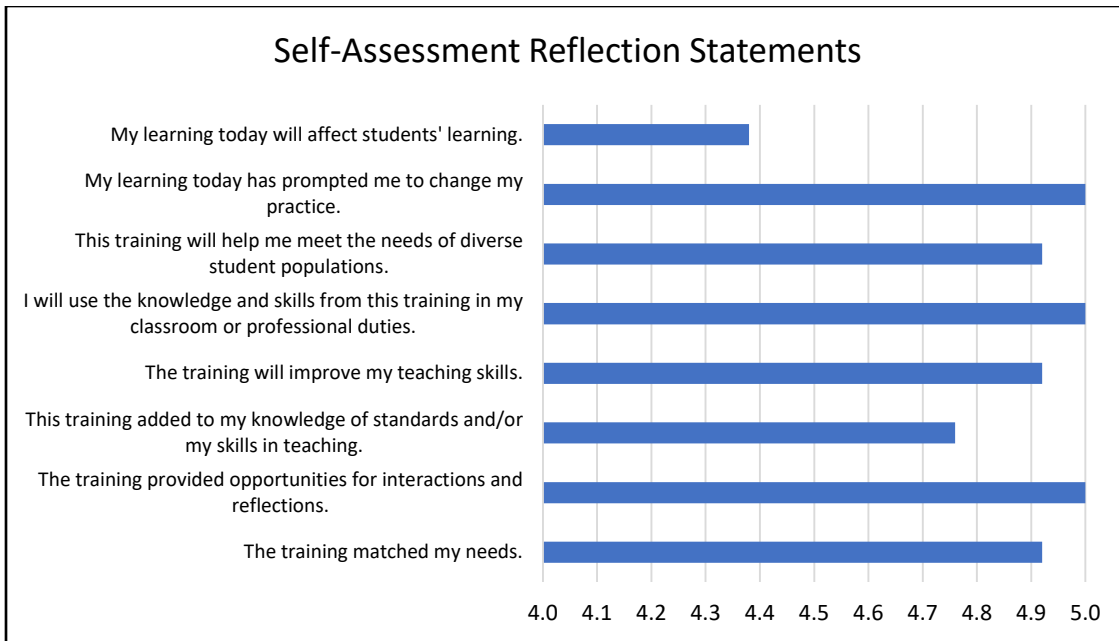 Self-Assessment Reflection Statements
My learning today will affect students' learning.
My learning today has prompted me to change my
practice.
This training will help me meet the needs of diverse
student populations.
I will use the knowledge and skills from this training in my
classroom or professional duties.
The training will improve my teaching skills.
This training added to my knowledge of standards and/or
my skills in teaching.
The training provided opportunities for interactions and
reflections.
The training matched my needs.
4.0 4.1 4.2 4.3 4.4 4.5 4.6 4.7 4.8 4.9 5.0